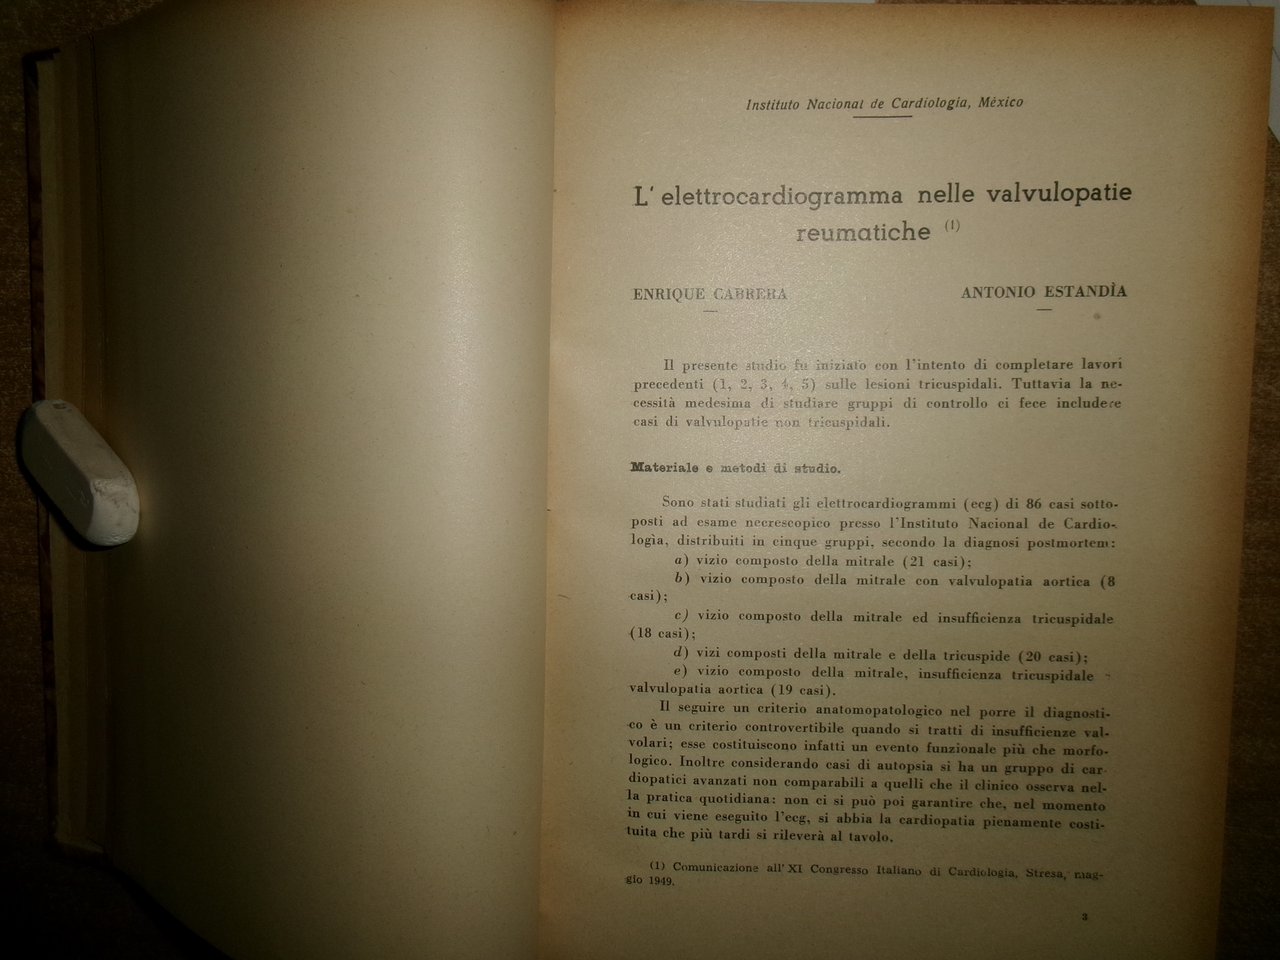 Instituto Nacional de Cardiología, México
L' elettrocardiogramma nelle valvulopatie
reumatiche (1)
ENRIQUE CABRERA ANTONIO ESTANDÌA
Il presente studio fu iniziato con l'intento di completare lavori
precedenti (1, 2, 3, 4, 5) sulle lesioni tricuspidali. Tuttavia la ne-
cessità medesima di studiare gruppi di controllo ci fece includere
casi di valvulopatie non tricuspidali.
Materiale e metodi di studio.
Sono stati studiati gli elettrocardiogrammi (ecg) di 86 casi sotto-
posti ad esame necrescopico presso l'Instituto Nacional de Cardio-
logìa, distribuiti in cinque gruppi, secondo la diagnosi postmortem:
a) vizio composto della mitrale (21 casi);
b) vizio composto della mitrale con valvulopatia aortica (8
casi);
c) vizio composto della mitrale ed insufficienza tricuspidale
(18 casi);
d) vizi composti della mitrale e della tricuspide (20 casi);
e) vizio composto della mitrale, insufficienza tricuspidale -
valvulopatia aortica (19 casi).
Il seguire un criterio anatomopatologico nel porre il diagnosti-
co è un criterio controvertibile quando si tratti di insufficienze val-
volari; esse costituiscono infatti un evento funzionale più che morfo-
logico. Inoltre considerando casi di autopsia si ha un gruppo di car-
diopatici avanzati non comparabili a quelli che il clinico osserva nel-
la pratica quotidiana: non ci si può poi garantire che, nel momento
in cui viene eseguito l'ecg, si abbia la cardiopatia pienamente costi-
tuita che più tardi si rileverà al tavolo.
(1) Comunicazione all'XI Congresso Italiano di Cardiologia, Stresa, mag-
gio 1949.
3